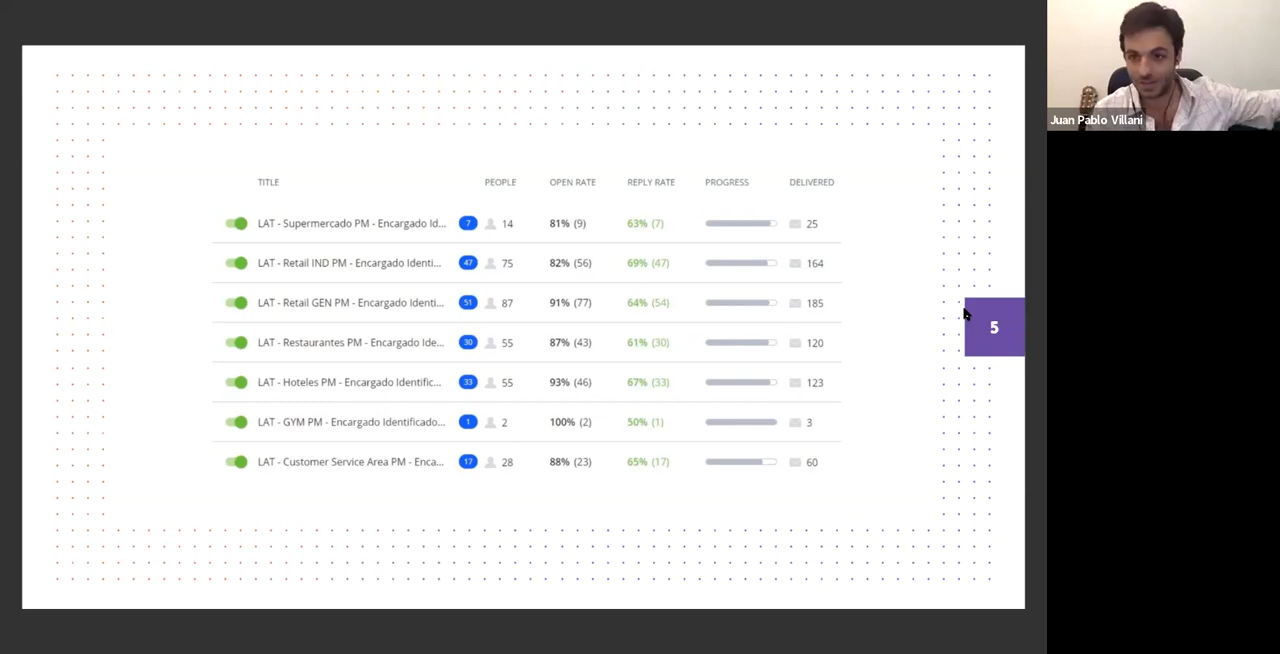 Juan Pablo Villani
TITLE PEOPLE OPEN RATE REPLY RATE PROGRESS DELIVERED
LAT - Supermercado PM - Encargado Id... 7 14 81% (9) 63% (7) 25
LAT - Retail IND PM - Encargado Identi... 47 75 82% (56) 69% (47) 164
LAT - Retail GEN PM - Encargado Identi... 51 87 91% (77) 64% (54) 185
LAT - Restaurantes PM - Encargado Ide... 30 55 87% (43) 61% (30) 120
LAT - Hoteles PM - Encargado Identific... 33 55 93% (46) 67% (33) 123
LAT - GYM PM - Encargado Identificado... 1 2 100% (2) 50% (1) 3
LAT - Customer Service Area PM - Enca... 17 28 88% (23) 65% (17) 60
5